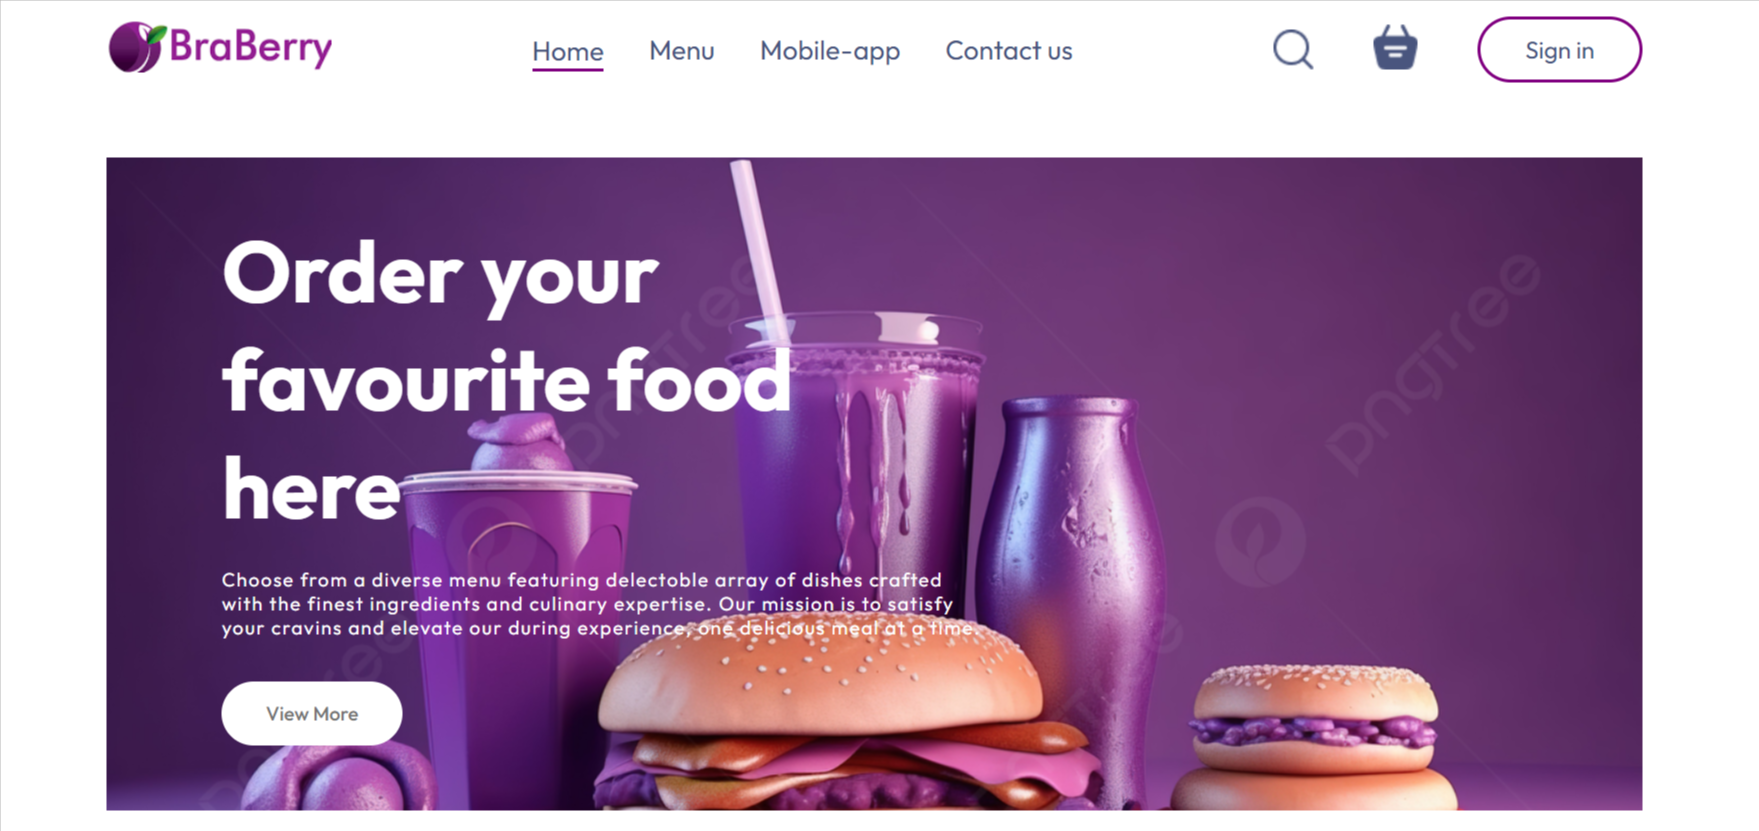 BraBerry
Home Menu Mobile-app Contact us
Sign in
Order your
favourite food
here
Choose from a diverse menu featuring delectoble array of dishes crafted
with the finest ingredients and culinary expertise. Our mission is to satisfy
your cravins and elevate our during experience, one delicious meal at a time.
View More
pngtree
pngtree